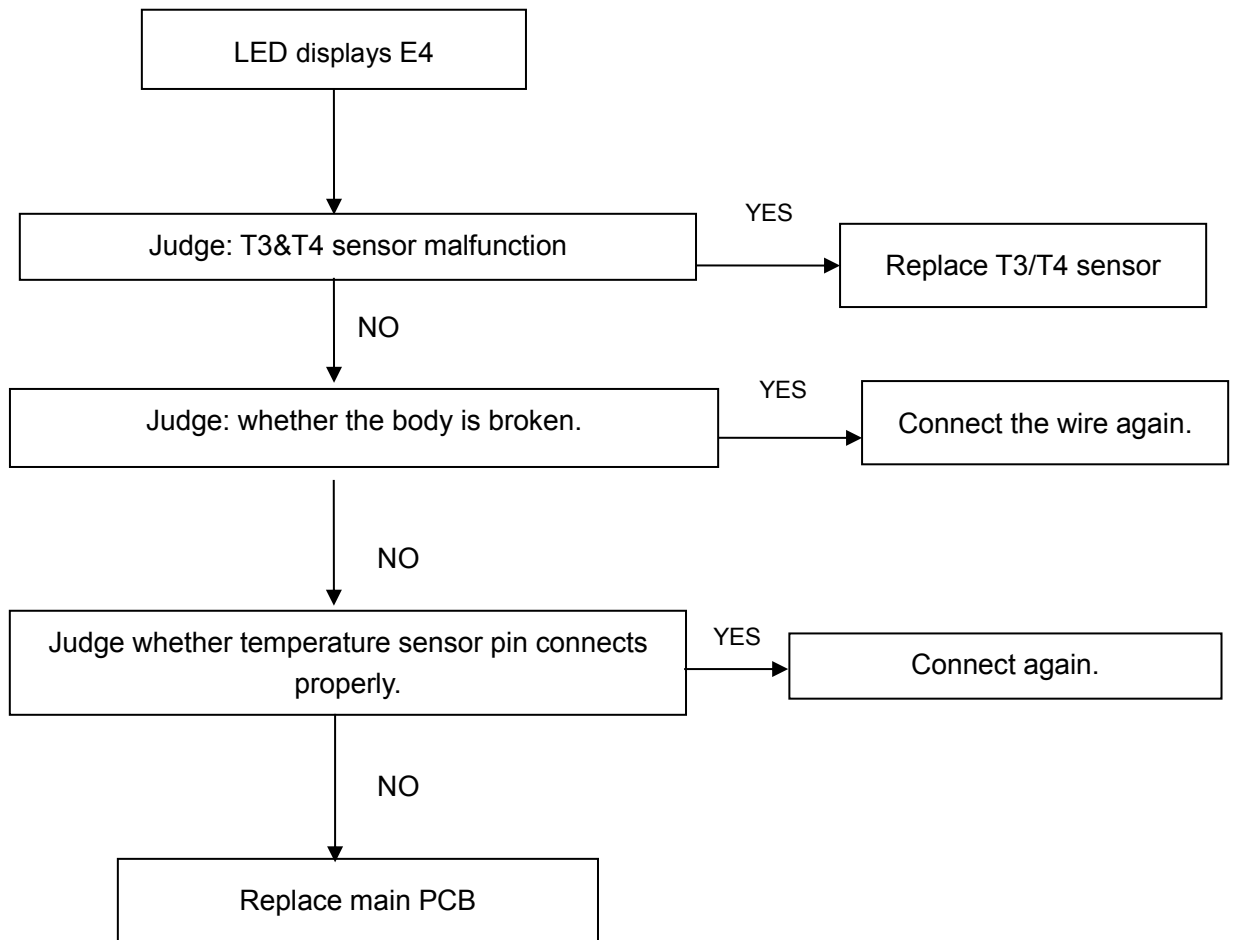 LED displays E4
YES
Judge: T3&T4 sensor malfunction
Replace T3/T4 sensor
NO
YES
Judge: whether the body is broken.
Connect the wire again.
NO
Judge whether temperature sensor pin connects
properly.
YES
Connect again.
NO
Replace main PCB